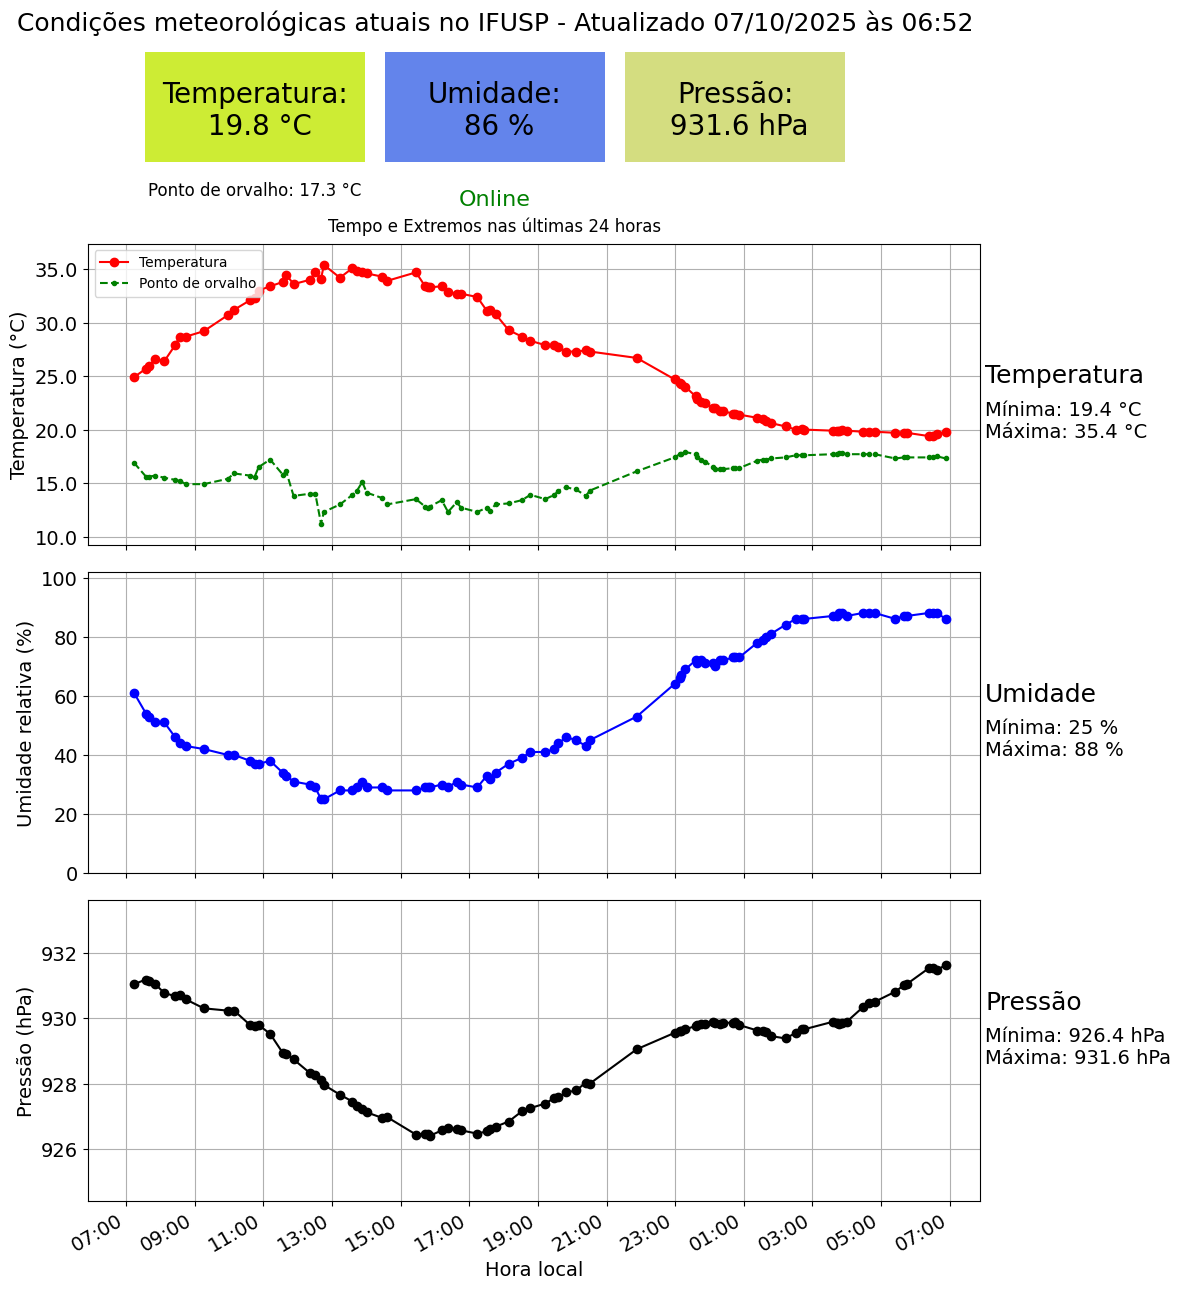 Condições meteorológicas atuais no IFUSP - Atualizado 07/10/2025 às 06:52
Temperatura:
19.8 °C
Umidade:
86 %
Pressão:
931.6 hPa
Ponto de orvalho: 17.3 °C
Online
Tempo e Extremos nas últimas 24 horas
Temperatura
Ponto de orvalho
Temperatura (°C)
35.0
30.0
25.0
20.0
15.0
10.0
Temperatura
Mínima: 19.4 °C
Máxima: 35.4 °C
Umidade relativa (%)
100
80
60
40
20
0
Umidade
Mínima: 25 %
Máxima: 88 %
Pressão (hPa)
932
930
928
926
Pressão
Mínima: 926.4 hPa
Máxima: 931.6 hPa
07:00
09:00
11:00
13:00
15:00
17:00
19:00
21:00
23:00
01:00
03:00
05:00
07:00
Hora local